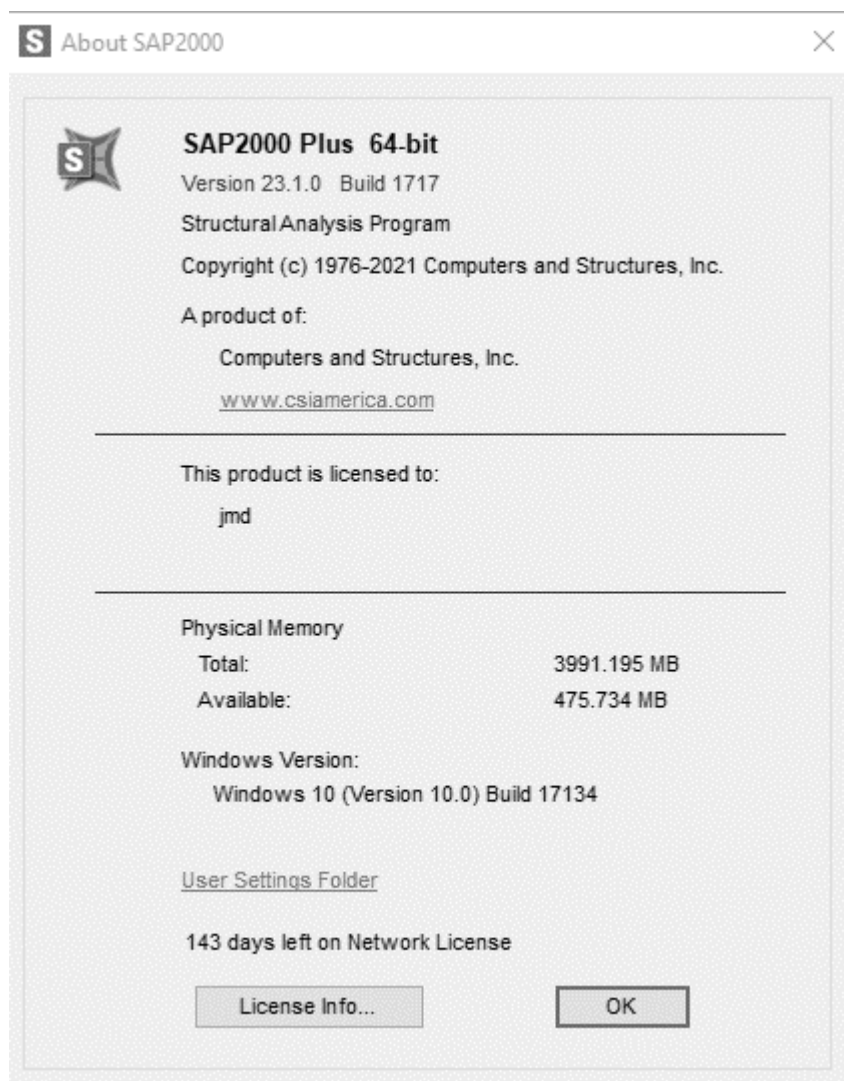 S About SAP2000
S
SAP2000 Plus 64-bit
Version 23.1.0 Build 1717
Structural Analysis Program
Copyright (c) 1976-2021 Computers and Structures, Inc.
A product of:
Computers and Structures, Inc.
www.csiamerica.com
This product is licensed to:
jmd
Physical Memory
Total: 3991.195 MB
Available: 475.734 MB
Windows Version:
Windows 10 (Version 10.0) Build 17134
User Settings Folder
143 days left on Network License
License Info... OK